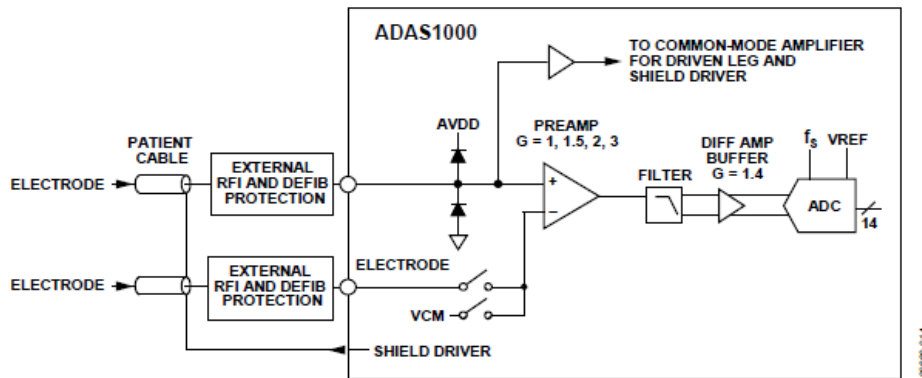 ADAS1000
TO COMMON-MODE AMPLIFIER
FOR DRIVEN LEG AND
SHIELD DRIVER
AVDD
PREAMP
G = 1, 1.5, 2, 3
DIFF AMP
BUFFER
G = 1.4
fS VREF
PATIENT
CABLE
ELECTRODE
EXTERNAL
RFI AND DEFIB
PROTECTION
+
–
FILTER
ADC
14
ELECTRODE
EXTERNAL
RFI AND DEFIB
PROTECTION
ELECTRODE
VCM
SHIELD DRIVER